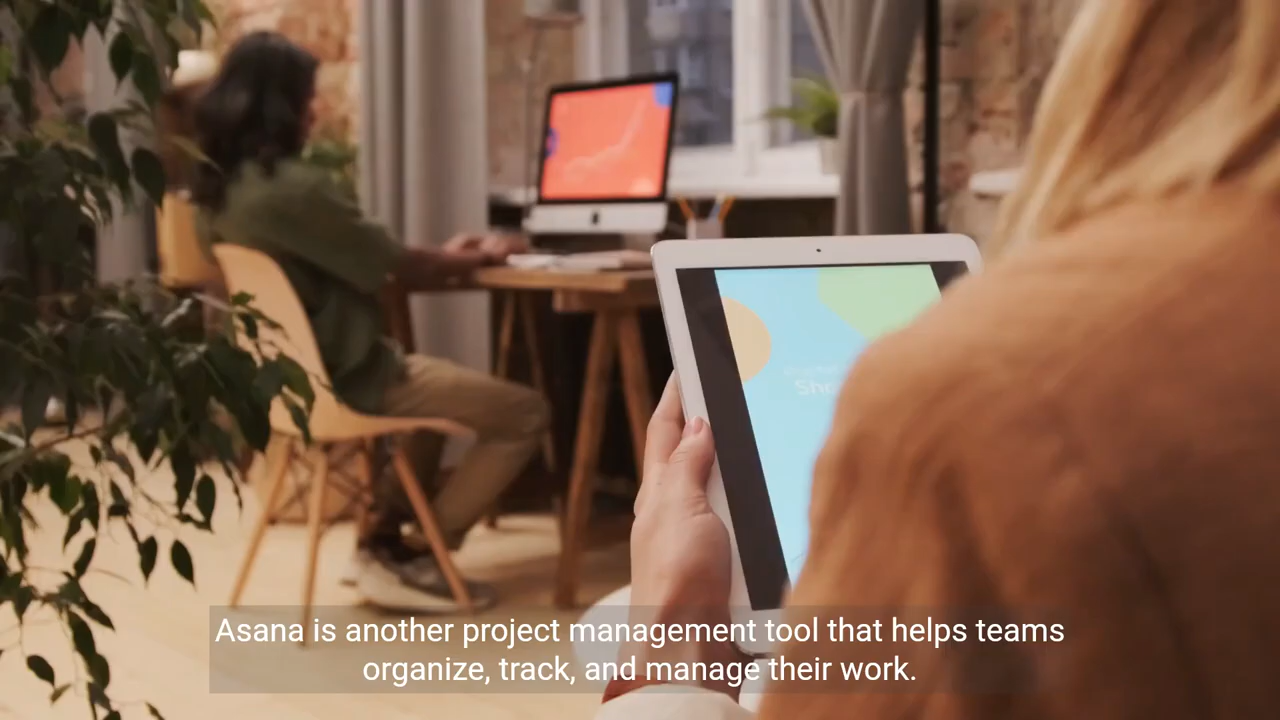 Asana is another project management tool that helps teams
organize, track, and manage their work.